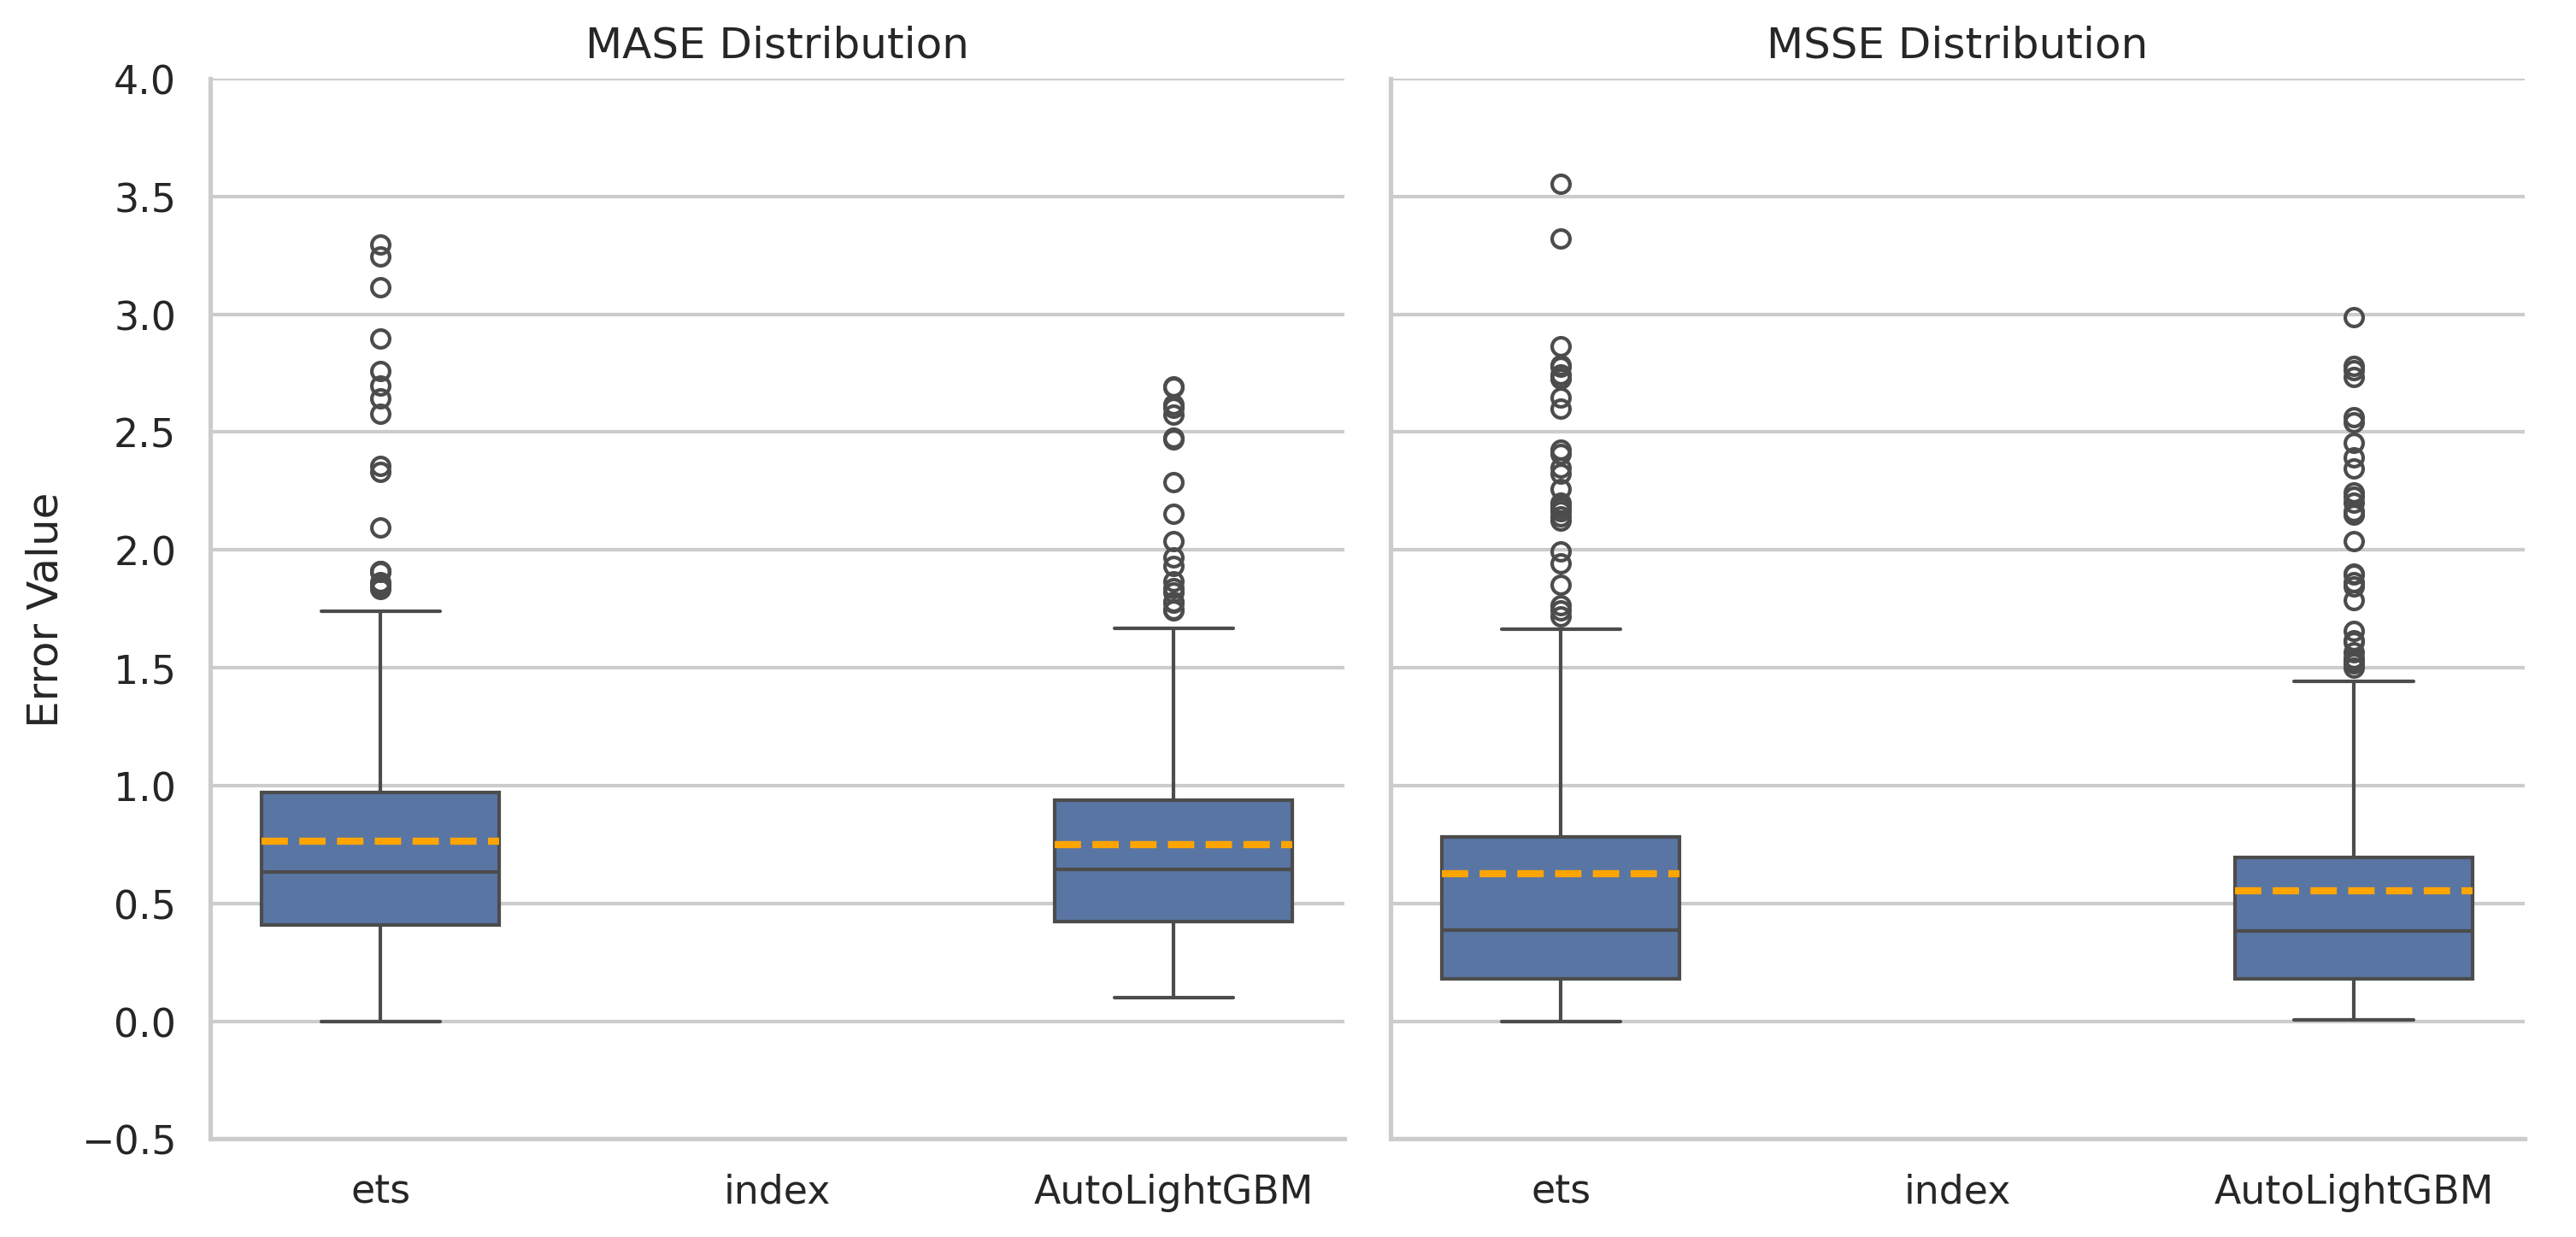 MASE Distribution
MSSE Distribution
Error Value
4.0
3.5
3.0
2.5
2.0
1.5
1.0
0.5
0.0
−0.5
ets index AutoLightGBM
ets index AutoLightGBM